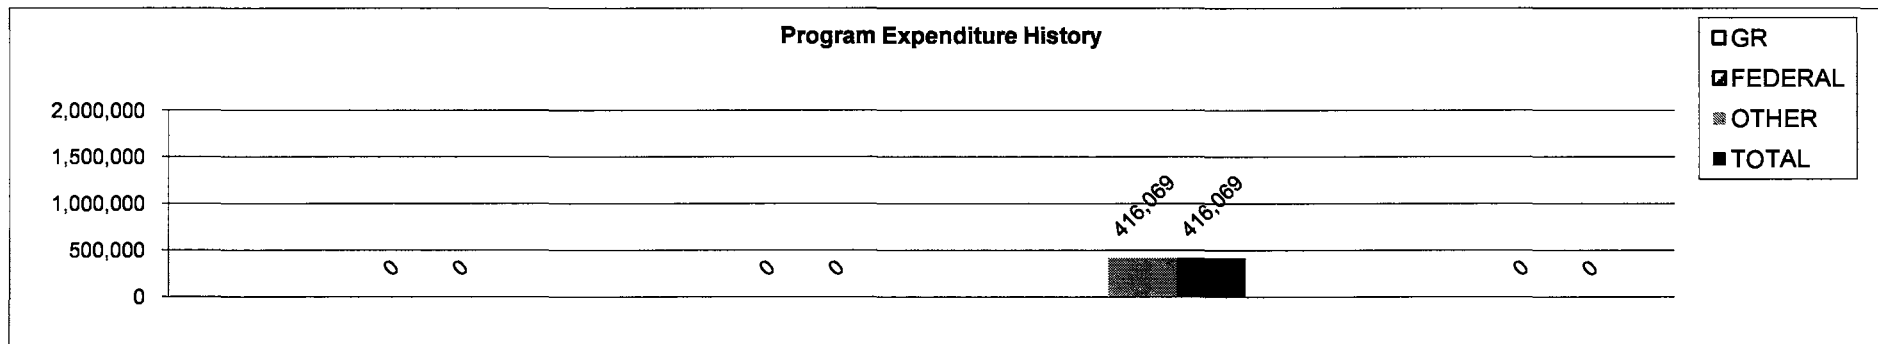 Program Expenditure History
GR
FEDERAL
OTHER
TOTAL
2,000,000
1,500,000
1,000,000
500,000
0
0 0 0 0 416,069 416,069 0 0